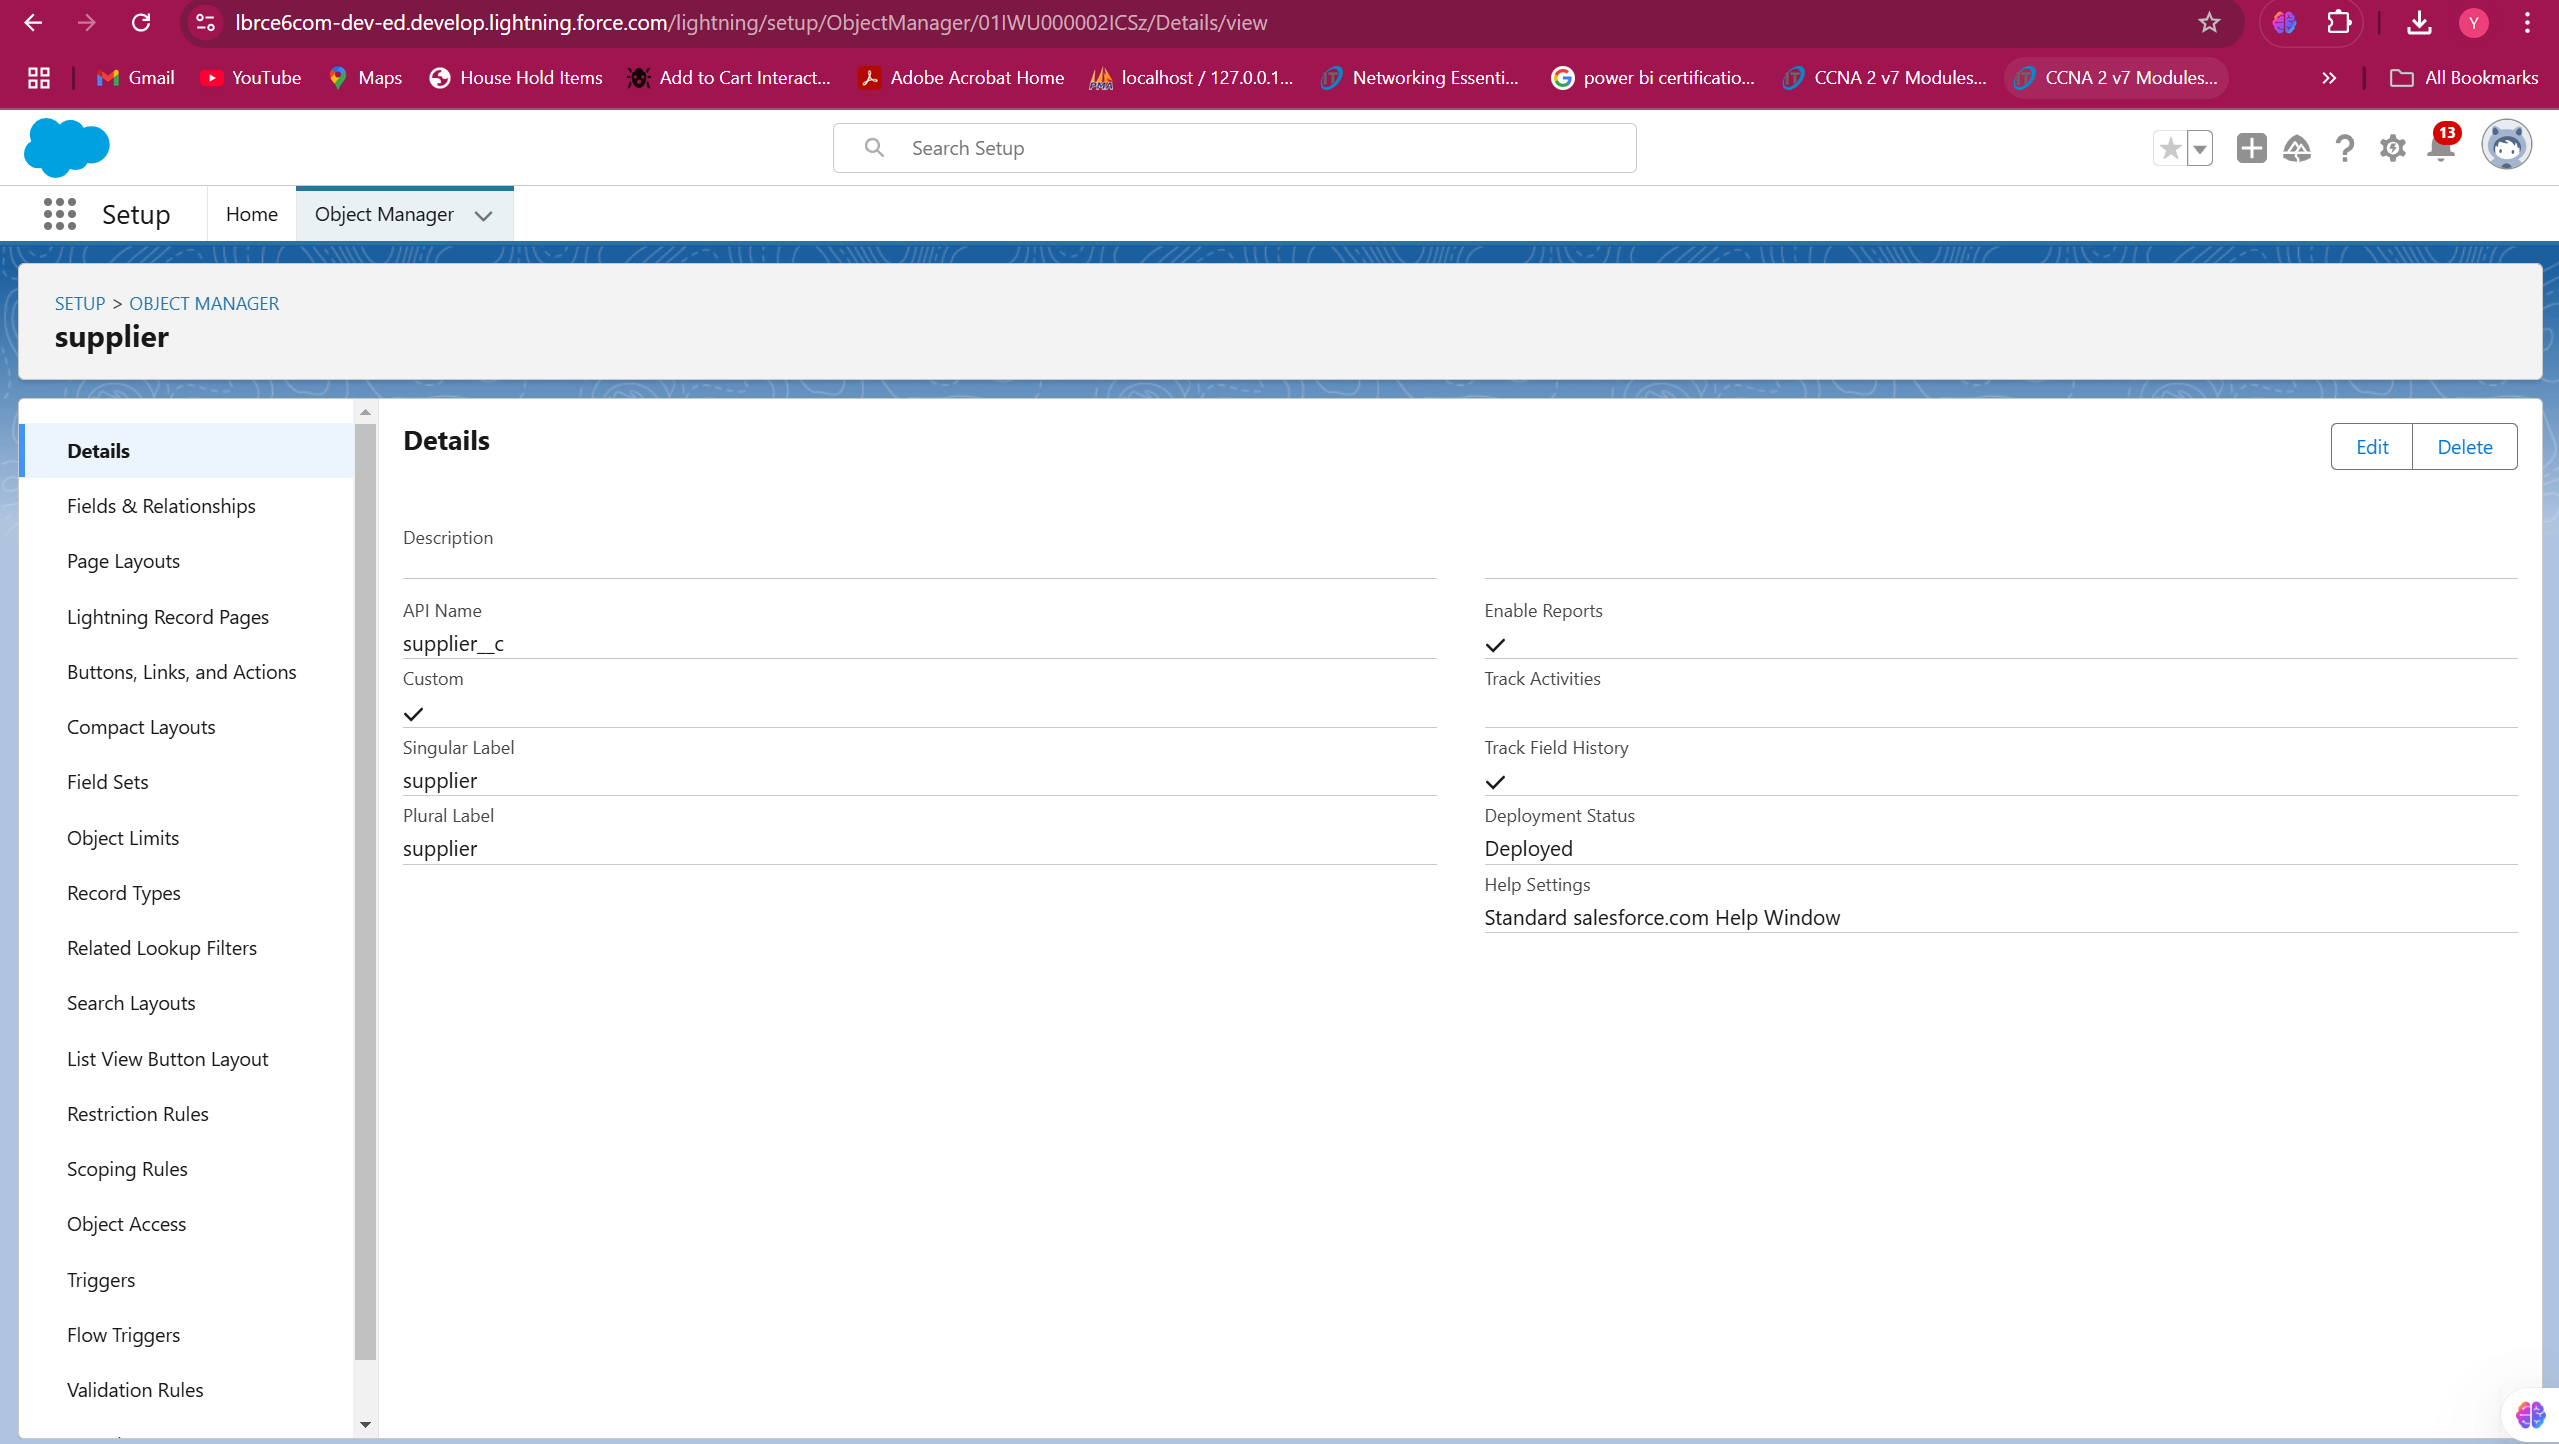 lbrce6com-dev-ed.develop.lightning.force.com/lightning/setup/ObjectManager/01IWU000002ICSz/Details/view
Y
Gmail
YouTube
Maps
House Hold Items
Add to Cart Interact...
Adobe Acrobat Home
localhost / 127.0.0.1...
Networking Essenti...
power bi certificatio...
CCNA 2 v7 Modules...
CCNA 2 v7 Modules...
All Bookmarks
Search Setup
13
Setup
Home
Object Manager
SETUP > OBJECT MANAGER
supplier
Details
Fields & Relationships
Page Layouts
Lightning Record Pages
Buttons, Links, and Actions
Compact Layouts
Field Sets
Object Limits
Record Types
Related Lookup Filters
Search Layouts
List View Button Layout
Restriction Rules
Scoping Rules
Object Access
Triggers
Flow Triggers
Validation Rules
Details
Edit
Delete
Description
API Name
supplier__c
Custom
Singular Label
supplier
Plural Label
supplier
Enable Reports
Track Activities
Track Field History
Deployment Status
Deployed
Help Settings
Standard salesforce.com Help Window